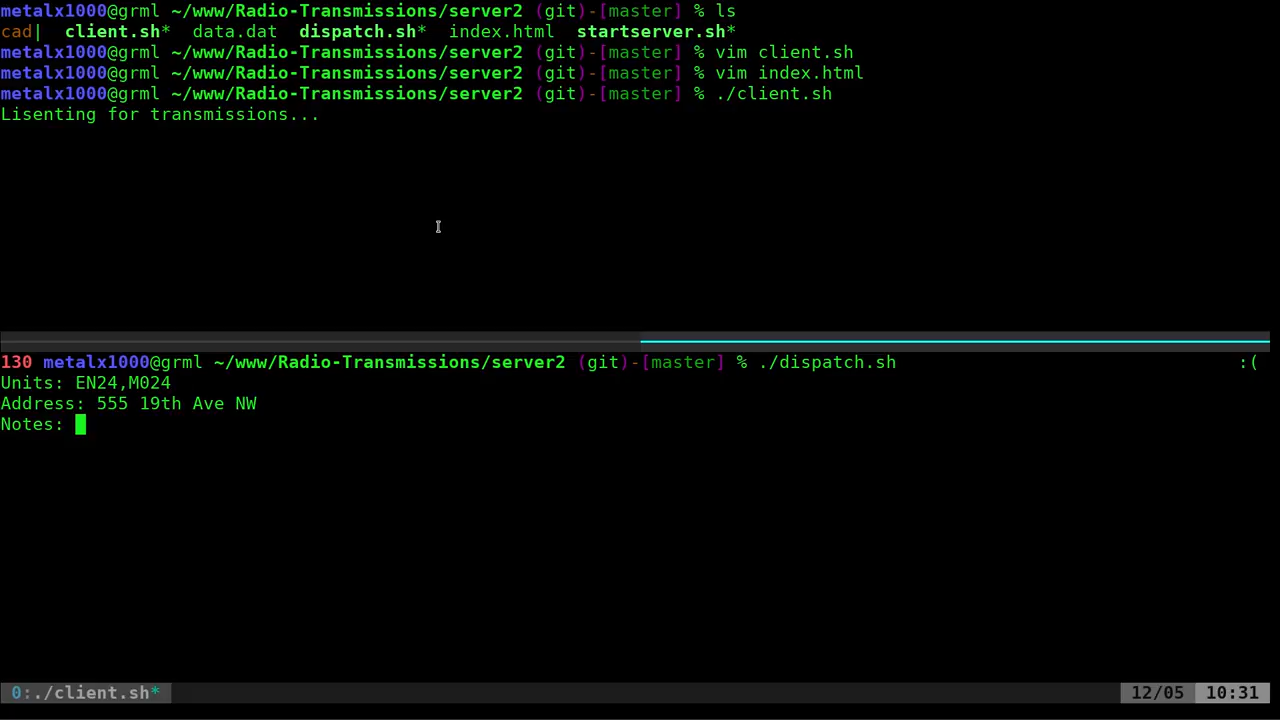 metalx1000@grml ~/www/Radio-Transmissions/server2 (git)-[master] % ls
cad|  client.sh*  data.dat  dispatch.sh*  index.html  startserver.sh*
metalx1000@grml ~/www/Radio-Transmissions/server2 (git)-[master] % vim client.sh
metalx1000@grml ~/www/Radio-Transmissions/server2 (git)-[master] % vim index.html
metalx1000@grml ~/www/Radio-Transmissions/server2 (git)-[master] % ./client.sh
Lisenting for transmissions...
130 metalx1000@grml ~/www/Radio-Transmissions/server2 (git)-[master] % ./dispatch.sh :(
Units: EN24,M024
Address: 555 19th Ave NW
Notes:
0:./client.sh* 12/05 10:31